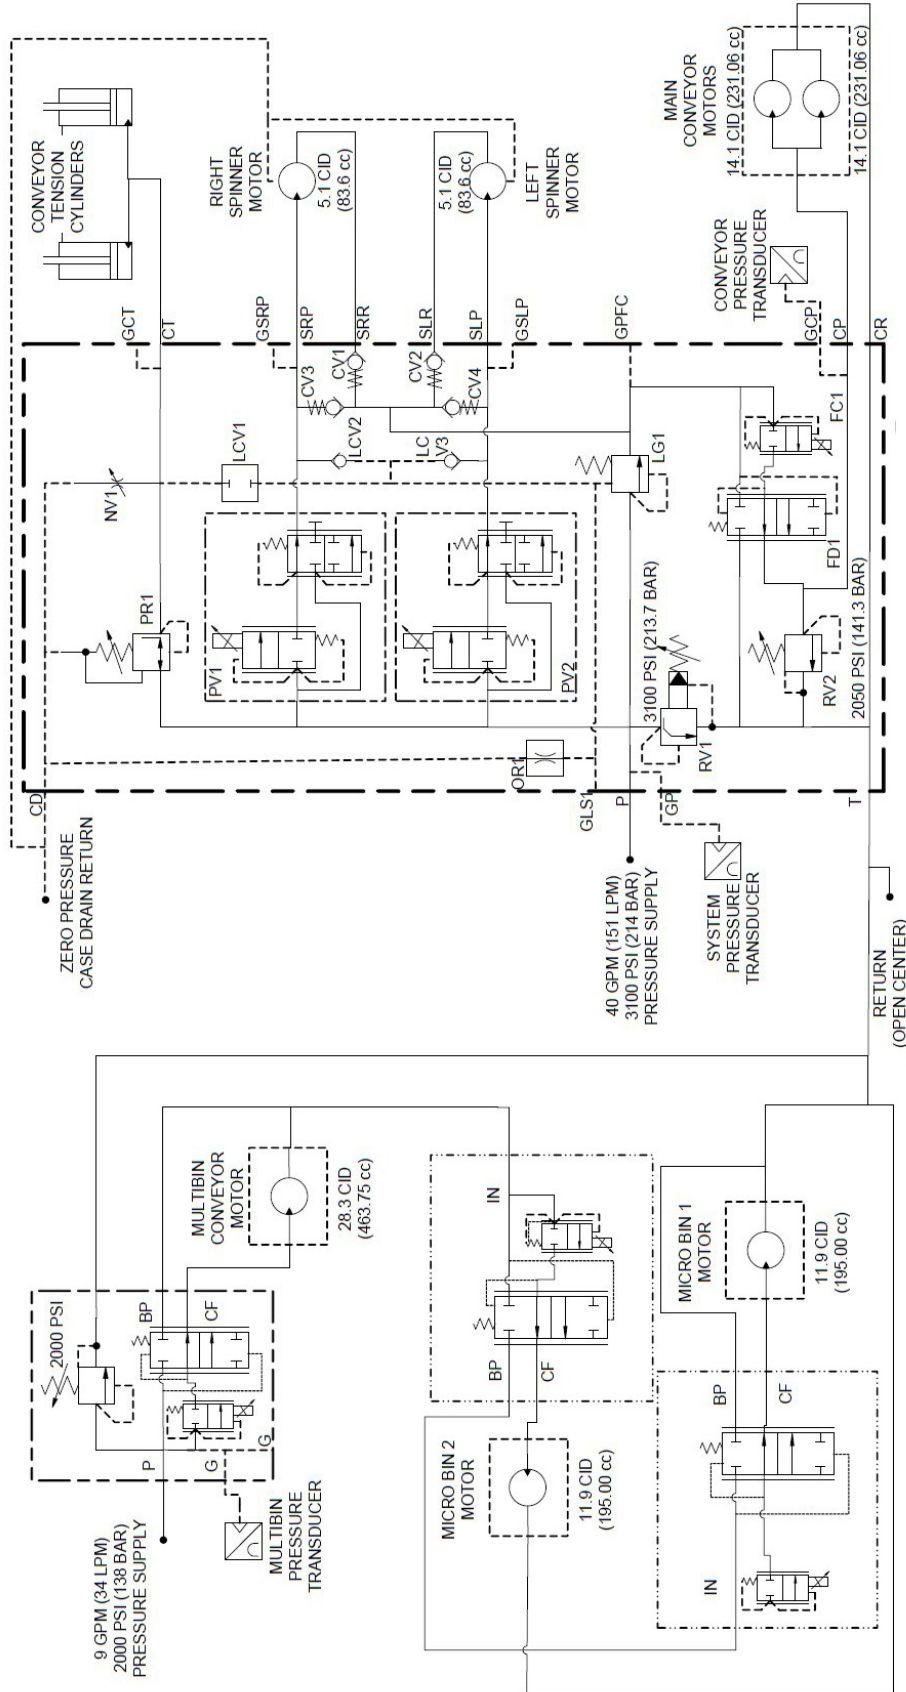 CONVEYOR
TENSION
CYLINDERS
RIGHT
SPINNER
MOTOR
5.1 CID
(83.6 cc)
5.1 CID
(83.6 cc)
LEFT
SPINNER
MOTOR
CONVEYOR
PRESSURE
TRANSDUCER
MAIN
CONVEYOR
MOTORS
14.1 CID (231.06 cc)
14.1 CID (231.06 cc)
GCT
CT
GSRP
SRP
SRR
SLR
SLP
GSLP
GPFC
GCP
CP
CR
CV3
CV1
CV2
CV4
LCV2
LC
V3
LCV1
NV1
LG1
FC1
FD1
PR1
PV1
PV2
3100 PSI (213.7 BAR)
RV1
RV2
2050 PSI (141.3 BAR)
OR1
CD
GLS1
P
GP
T
ZERO PRESSURE
CASE DRAIN RETURN
40 GPM (151 LPM)
3100 PSI (214 BAR)
PRESSURE SUPPLY
SYSTEM
PRESSURE
TRANSDUCER
RETURN
(OPEN CENTER)
MULTIBIN
CONVEYOR
MOTOR
28.3 CID
(463.75 cc)
2000 PSI
BP
CF
P
G
G
9 GPM (34 LPM)
2000 PSI (138 BAR)
PRESSURE SUPPLY
MULTIBIN
PRESSURE
TRANSDUCER
IN
BP
CF
MICRO BIN 2
MOTOR
11.9 CID
(195.00 cc)
MICRO BIN 1
MOTOR
11.9 CID
(195.00 cc)
BP
CF
IN